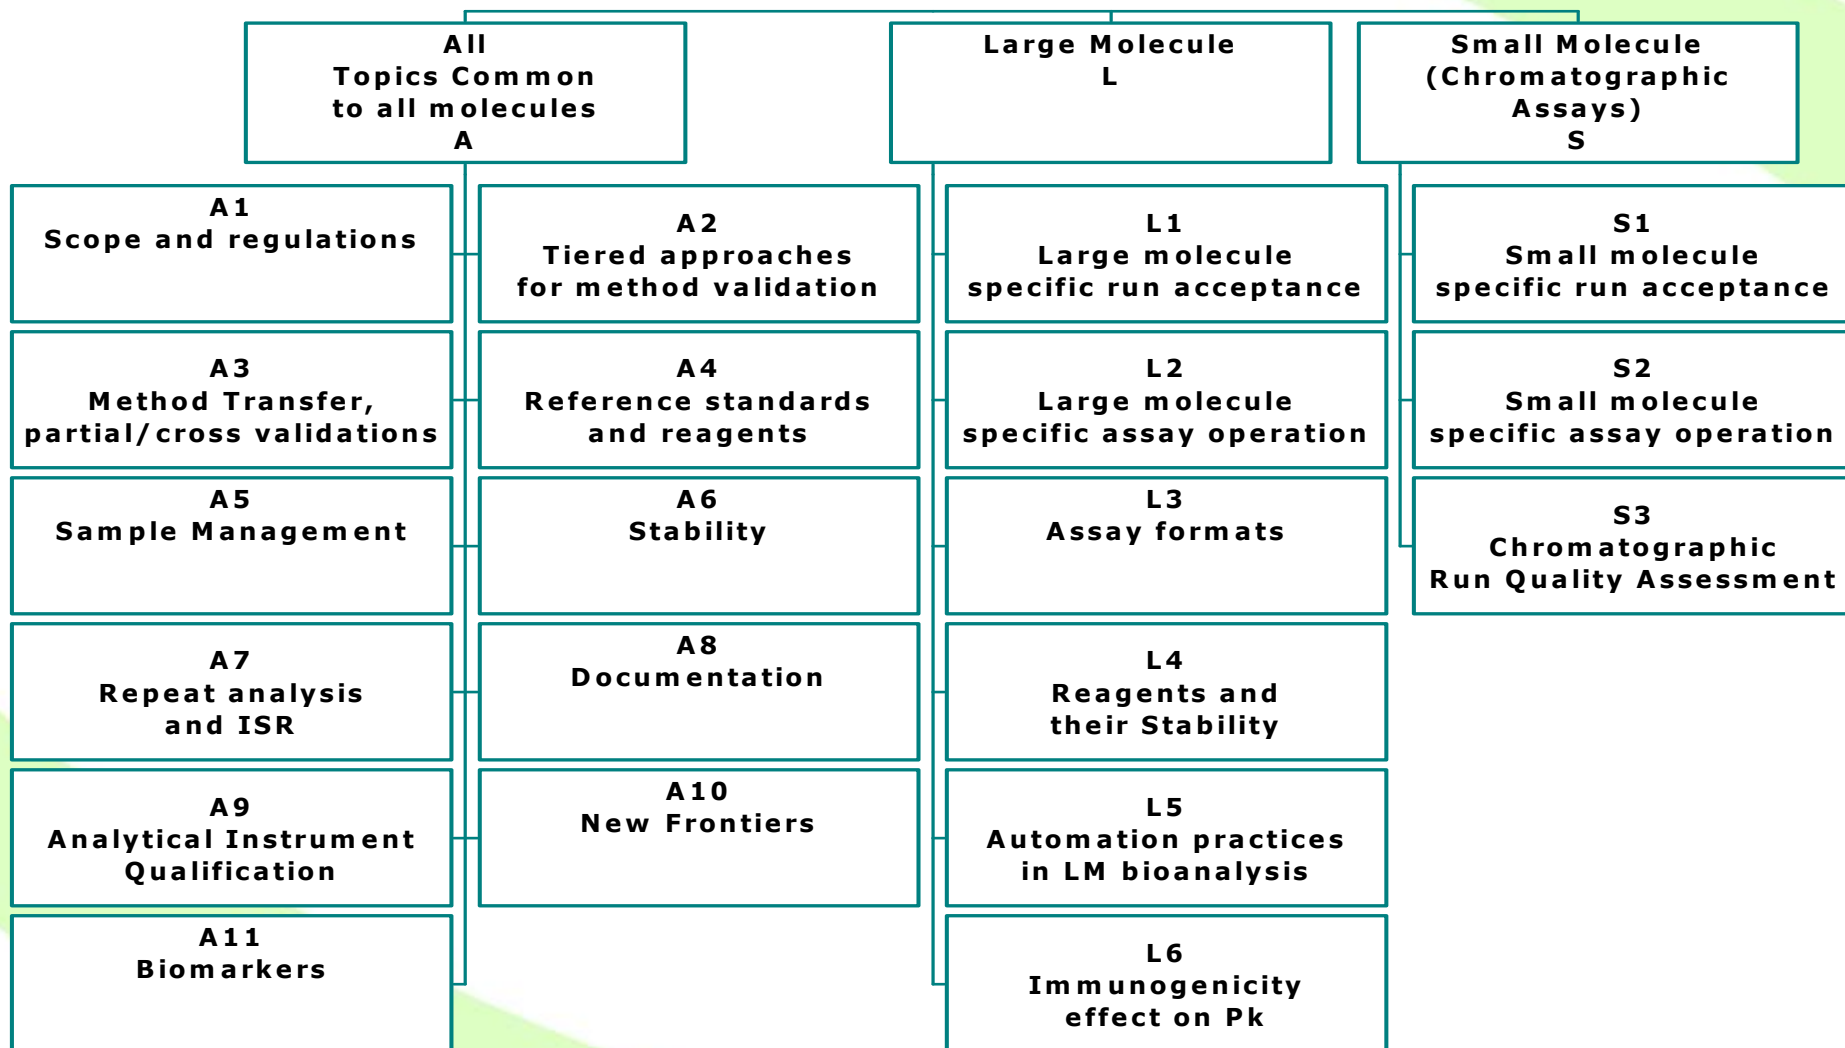 All
Topics Common
to all molecules
A
Large Molecule
L
Small Molecule
(Chromatographic
Assays)
S
A1
Scope and regulations
A2
Tiered approaches
for method validation
A3
Method Transfer,
partial/cross validations
A4
Reference standards
and reagents
A5
Sample Management
A6
Stability
A7
Repeat analysis
and ISR
A8
Documentation
A9
Analytical Instrument
Qualification
A10
New Frontiers
A11
Biomarkers
L1
Large molecule
specific run acceptance
L2
Large molecule
specific assay operation
L3
Assay formats
L4
Reagents and
their Stability
L5
Automation practices
in LM bioanalysis
L6
Immunogenicity
effect on Pk
S1
Small molecule
specific run acceptance
S2
Small molecule
specific assay operation
S3
Chromatographic
Run Quality Assessment